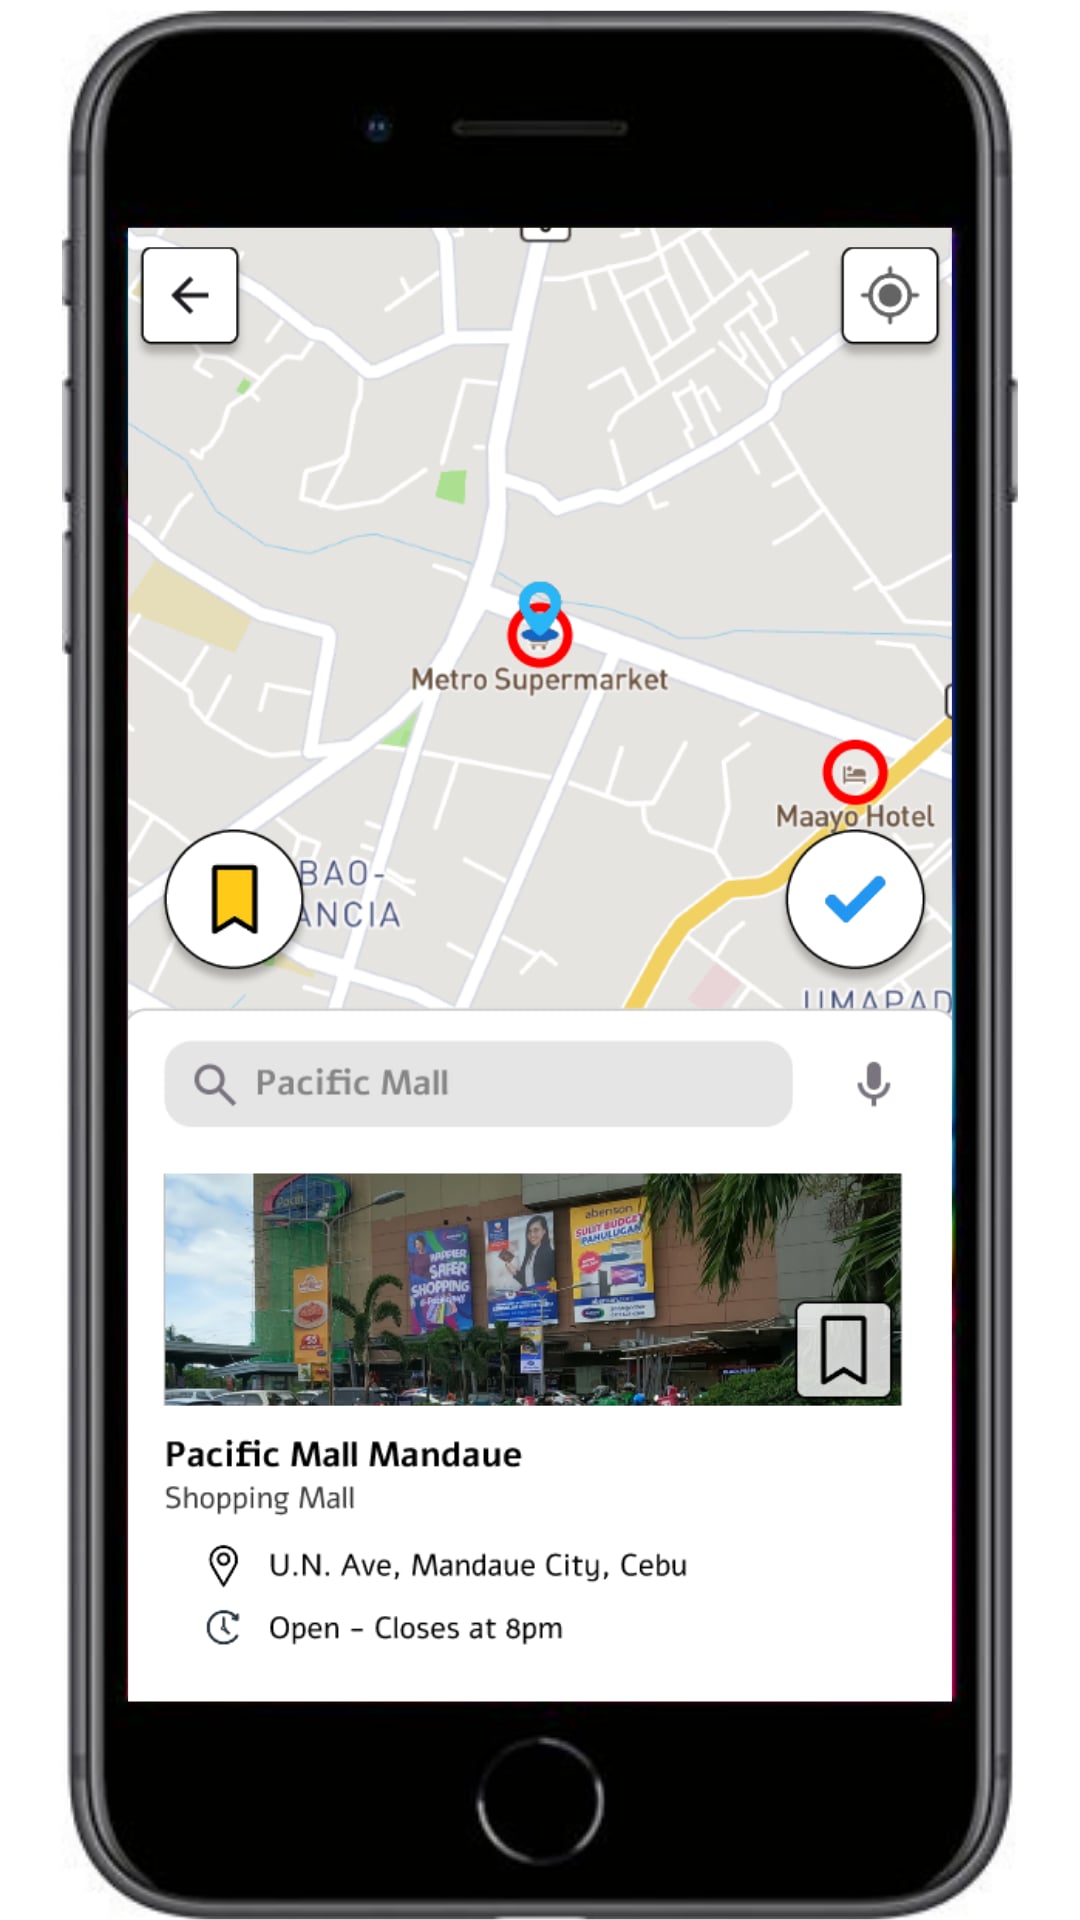 Metro Supermarket
Maayo Hotel
BAO-
ANCIA
UMAPAD
Pacific Mall
Pacific
HAPPIER
SAFER
SHOPPING
abenson
SULIT BUDGET
PAHULUGAN
Pacific Mall Mandaue
Shopping Mall
U.N. Ave, Mandaue City, Cebu
Open - Closes at 8pm